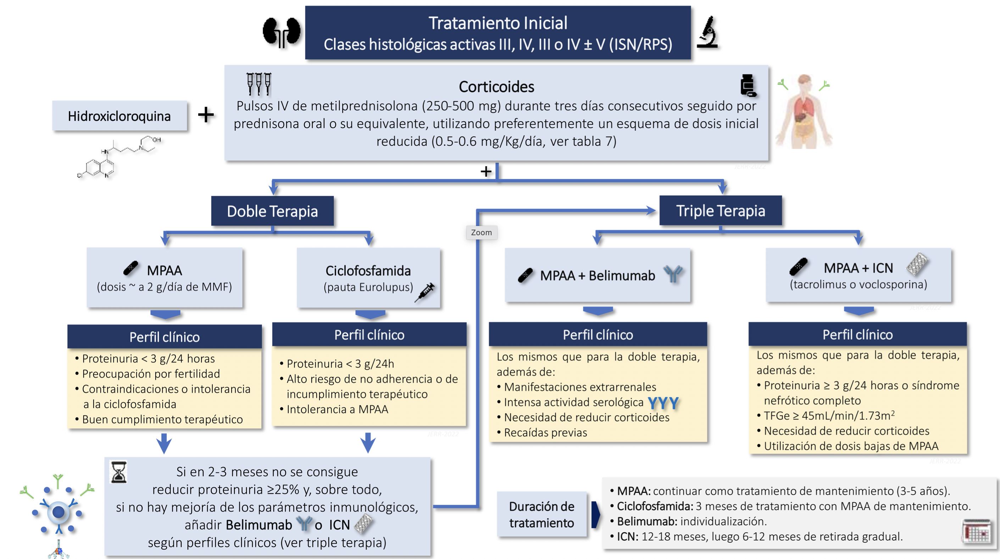 Tratamiento Inicial
Clases histológicas activas III, IV, III o IV ± V (ISN/RPS)
Corticoides
Pulsos IV de metilprednisolona (250-500 mg) durante tres días consecutivos seguido por
prednisona oral o su equivalente, utilizando preferentemente un esquema de dosis inicial
reducida (0.5-0.6 mg/Kg/día, ver tabla 7)
Hidroxicloroquina
+
OH
N
HN
Cl
N
JERR-2022
+
Doble Terapia
Triple Terapia
Zoom
MPAA
(dosis ~ a 2 g/día de MMF)
Ciclofosfamida
(pauta Eurolupus)
MPAA + Belimumab
MPAA + ICN
(tacrolimus o voclosporina)
JERR-2022
Perfil clínico
• Proteinuria < 3 g/24 horas
• Preocupación por fertilidad
• Contraindicaciones o intolerancia
a la ciclofosfamida
• Buen cumplimiento terapéutico
Perfil clínico
• Proteinuria < 3 g/24h
• Alto riesgo de no adherencia o de
incumplimiento terapéutico
• Intolerancia a MPAA
JERR-2022
Perfil clínico
Los mismos que para la doble terapia,
además de:
• Manifestaciones extrarrenales
• Intensa actividad serológica YYY
• Necesidad de reducir corticoides
• Recaídas previas
Perfil clínico
Los mismos que para la doble terapia,
además de:
• Proteinuria ≥ 3 g/24 horas o síndrome
nefrótico completo
• TFGe ≥ 45mL/min/1.73m²
• Necesidad de reducir corticoides
• Utilización de dosis bajas de MPAA
JERR-2022
Si en 2-3 meses no se consigue
reducir proteinuria ≥25% y, sobre todo,
si no hay mejoría de los parámetros inmunológicos,
añadir Belimumab o ICN
según perfiles clínicos (ver triple terapia)
Duración de
tratamiento
• MPAA: continuar como tratamiento de mantenimiento (3-5 años).
• Ciclofosfamida: 3 meses de tratamiento con MPAA de mantenimiento.
• Belimumab: individualización.
• ICN: 12-18 meses, luego 6-12 meses de retirada gradual.